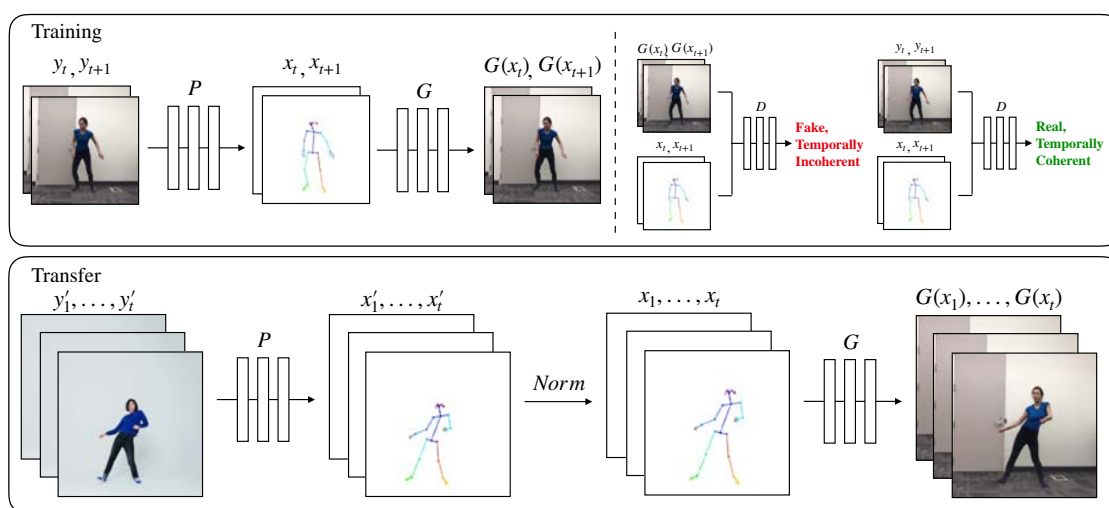 Training
y_t, y_{t+1}
P
x_t, x_{t+1}
G
G(x_t), G(x_{t+1})
G(x_t), G(x_{t+1})
x_t, x_{t+1}
D
Fake,
Temporally
Incoherent
y_t, y_{t+1}
x_t, x_{t+1}
D
Real,
Temporally
Coherent
Transfer
y′_1, . . . , y′_t
P
x′_1, . . . , x′_t
Norm
x_1, . . . , x_t
G
G(x_1), . . . , G(x_t)